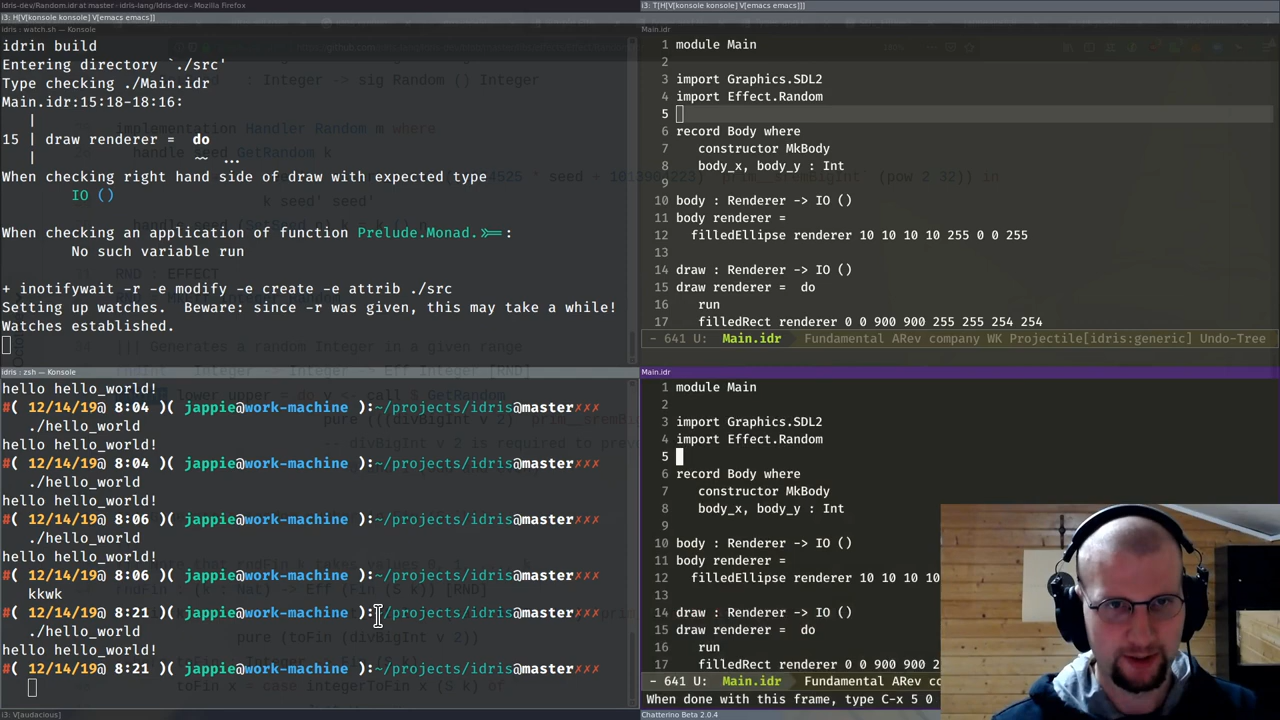 Idris-dev/Random.idr at master · idris-lang/Idris-dev - Mozilla Firefox
i3: H[V[konsole konsole] V[emacs emacs]]
idris : watch.sh — Konsole
idrin build
Entering directory `./src'
Type checking ./Main.idr
Main.idr:15:18-18:16:
|
15 | draw renderer =  do
| ~~ ...
When checking right hand side of draw with expected type
IO ()
When checking an application of function Prelude.Monad.>>=:
No such variable run
+ inotifywait -r -e modify -e create -e attrib ./src
Setting up watches.  Beware: since -r was given, this may take a while!
Watches established.
idris : zsh — Konsole
hello hello_world!
#( 12/14/19@ 8:04 )( jappie@work-machine ):~/projects/idris@master✗✗✗
./hello_world
hello hello_world!
#( 12/14/19@ 8:04 )( jappie@work-machine ):~/projects/idris@master✗✗✗
./hello_world
hello hello_world!
#( 12/14/19@ 8:06 )( jappie@work-machine ):~/projects/idris@master✗✗✗
./hello_world
hello hello_world!
#( 12/14/19@ 8:06 )( jappie@work-machine ):~/projects/idris@master✗✗✗
kkwk
#( 12/14/19@ 8:21 )( jappie@work-machine ):~/projects/idris@master✗✗✗
./hello_world
hello hello_world!
#( 12/14/19@ 8:21 )( jappie@work-machine ):~/projects/idris@master✗✗✗
i3: V[audacious]
i3: T[H[V[konsole konsole] V[emacs emacs]]]
Main.idr
1 module Main
2
3 import Graphics.SDL2
4 import Effect.Random
5
6 record Body where
7 constructor MkBody
8 body_x, body_y : Int
10 body : Renderer -> IO ()
11 body renderer =
12 filledEllipse renderer 10 10 10 10 255 0 0 255
13
14 draw : Renderer -> IO ()
15 draw renderer =  do
16 run
17 filledRect renderer 0 0 900 900 255 255 254 254
- 641 U: Main.idr Fundamental ARev company WK Projectile[idris:generic] Undo-Tree
Main.idr
1 module Main
2
3 import Graphics.SDL2
4 import Effect.Random
5
6 record Body where
7 constructor MkBody
8 body_x, body_y : Int
10 body : Renderer -> IO ()
11 body renderer =
12 filledEllipse renderer 10 10 10 10
14 draw : Renderer -> IO ()
15 draw renderer =  do
16 run
17 filledRect renderer 0 0 900 900 2
- 641 U: Main.idr Fundamental ARev co
When done with this frame, type C-x 5 0
Chatterino Beta 2.0.4